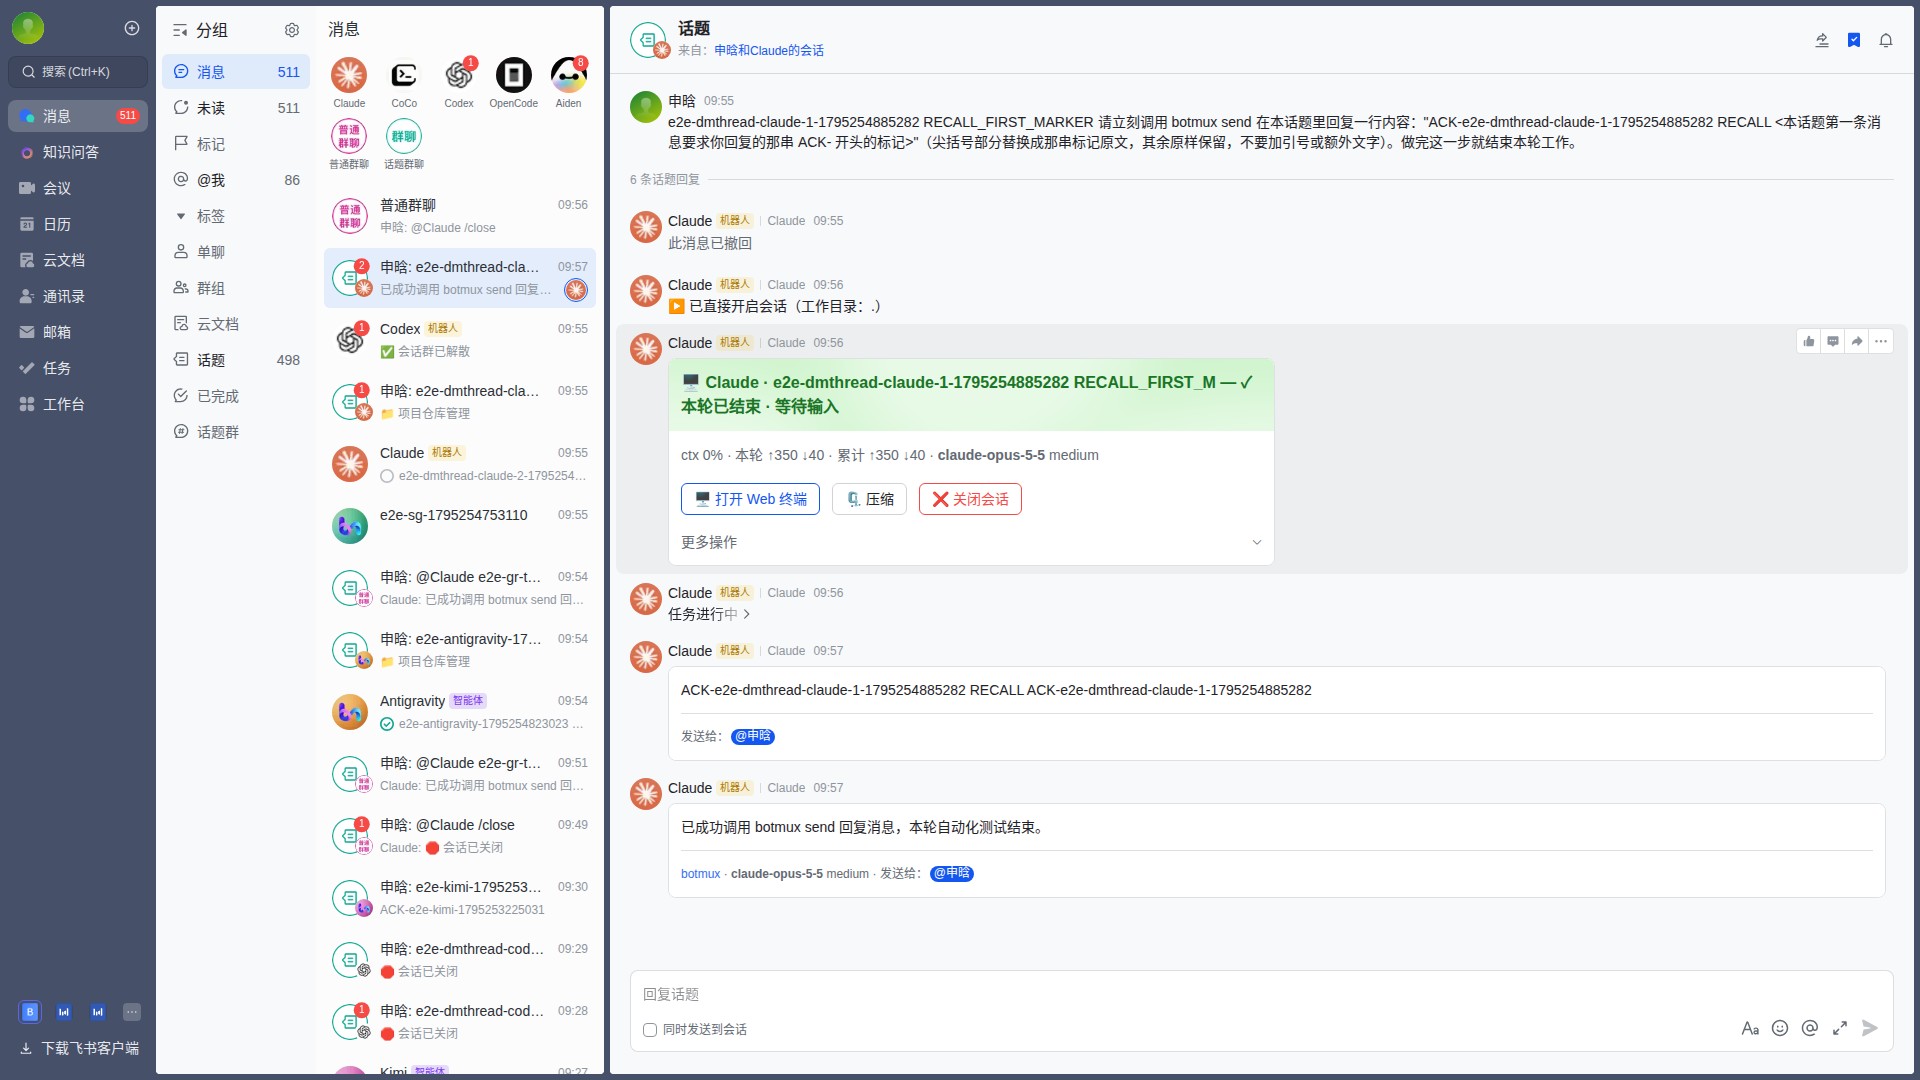 搜索 (Ctrl+K)
消息
511
知识问答
会议
日历
云文档
通讯录
邮箱
任务
工作台
下载飞书客户端
分组
消息 511
未读 511
标记
@我 86
标签
单聊
群组
云文档
话题 498
已完成
话题群
消息
Claude
CoCo
1
Codex
OpenCode
8
Aiden
普通群聊
普通群聊
群聊
话题群聊
普通群聊 09:56
申晗: @Claude /close
2
申晗: e2e-dmthread-cla... 09:57
已成功调用 botmux send 回复...
1
Codex 机器人 09:55
✅ 会话群已解散
1
申晗: e2e-dmthread-cla... 09:55
📁 项目仓库管理
Claude 机器人 09:55
e2e-dmthread-claude-2-1795254...
e2e-sg-1795254753110 09:55
申晗: @Claude e2e-gr-t... 09:54
Claude: 已成功调用 botmux send 回...
申晗: e2e-antigravity-17... 09:54
📁 项目仓库管理
Antigravity 智能体 09:54
e2e-antigravity-1795254823023 ...
申晗: @Claude e2e-gr-t... 09:51
Claude: 已成功调用 botmux send 回...
1
申晗: @Claude /close 09:49
Claude: 🛑 会话已关闭
申晗: e2e-kimi-1795253... 09:30
ACK-e2e-kimi-1795253225031
申晗: e2e-dmthread-cod... 09:29
🛑 会话已关闭
1
申晗: e2e-dmthread-cod... 09:28
🛑 会话已关闭
Kimi 智能体 09:27
话题
来自：申晗和Claude的会话
申晗 09:55
e2e-dmthread-claude-1-1795254885282 RECALL_FIRST_MARKER 请立刻调用 botmux send 在本话题里回复一行内容："ACK-e2e-dmthread-claude-1-1795254885282 RECALL <本话题第一条消
息要求你回复的那串 ACK- 开头的标记>"（尖括号部分替换成那串标记原文，其余原样保留，不要加引号或额外文字）。做完这一步就结束本轮工作。
6 条话题回复
Claude 机器人 | Claude 09:55
此消息已撤回
Claude 机器人 | Claude 09:56
▶️ 已直接开启会话（工作目录：.）
Claude 机器人 | Claude 09:56
🖥️ Claude · e2e-dmthread-claude-1-1795254885282 RECALL_FIRST_M — ✓
本轮已结束 · 等待输入
ctx 0% · 本轮 ↑350 ↓40 · 累计 ↑350 ↓40 · claude-opus-5-5 medium
🖥️ 打开 Web 终端
🗜️ 压缩
❌ 关闭会话
更多操作
Claude 机器人 | Claude 09:56
任务进行中
Claude 机器人 | Claude 09:57
ACK-e2e-dmthread-claude-1-1795254885282 RECALL ACK-e2e-dmthread-claude-1-1795254885282
发送给：@申晗
Claude 机器人 | Claude 09:57
已成功调用 botmux send 回复消息，本轮自动化测试结束。
botmux · claude-opus-5-5 medium · 发送给：@申晗
回复话题
同时发送到会话